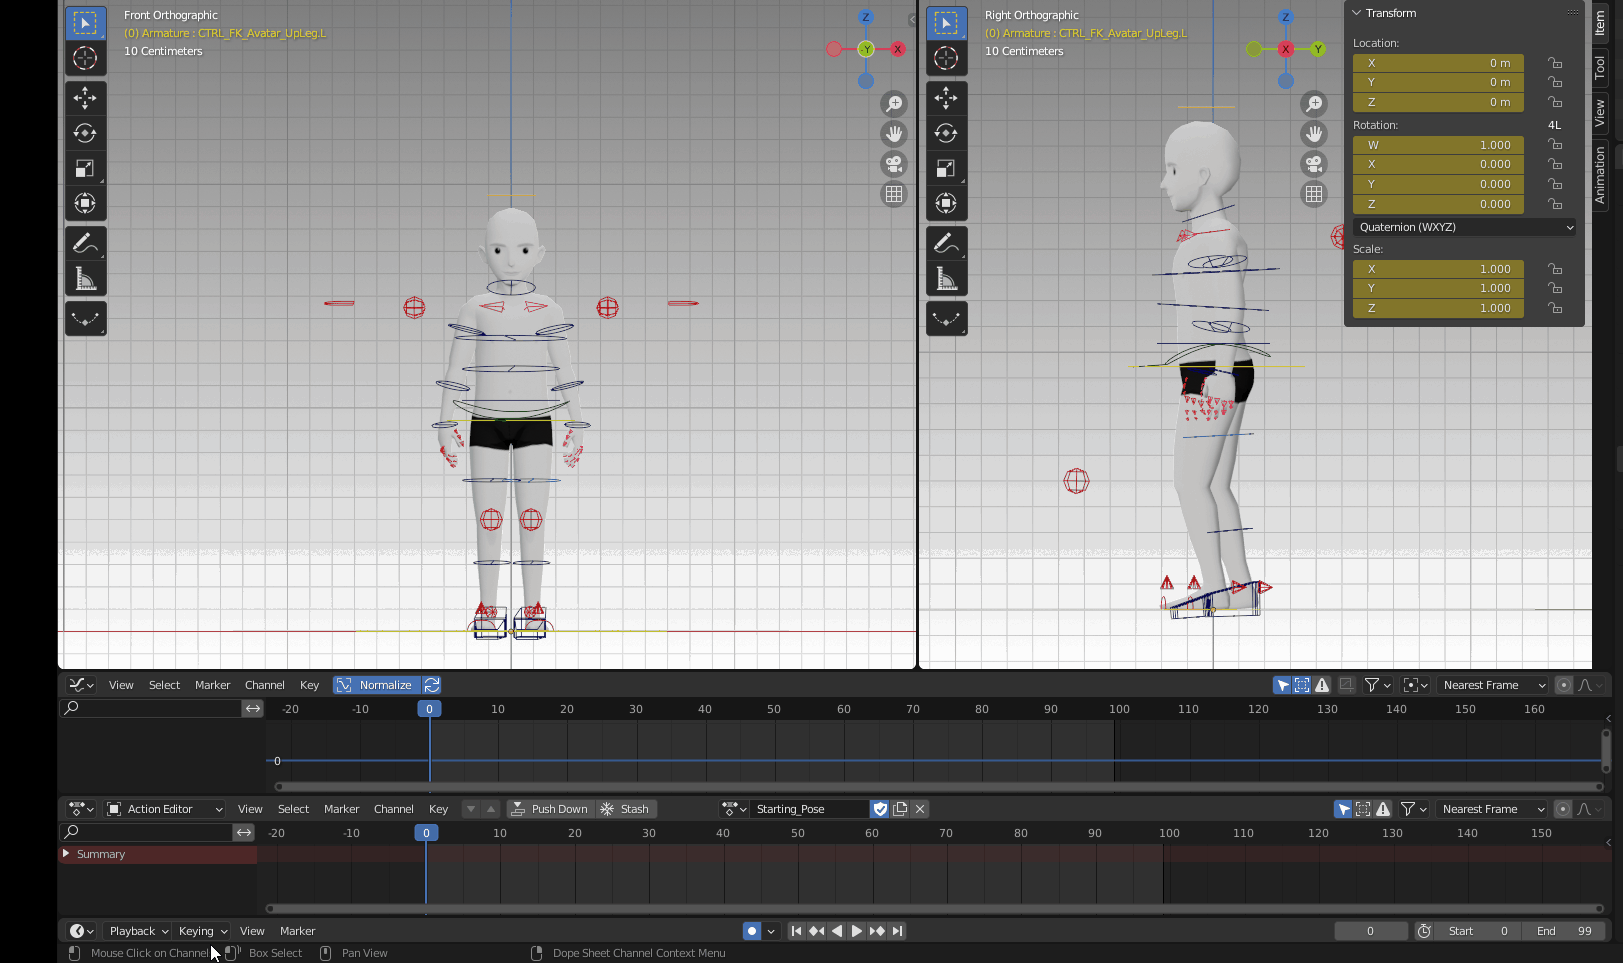 Front Orthographic
(0) Armature : CTRL_FK_Avatar_UpLeg.L
10 Centimeters
Z
-Y
X
Right Orthographic
(0) Armature : CTRL_FK_Avatar_UpLeg.L
10 Centimeters
Z
X
Y
Transform
Location:
X 0 m
Y 0 m
Z 0 m
Rotation: 4L
W 1.000
X 0.000
Y 0.000
Z 0.000
Quaternion (WXYZ)
Scale:
X 1.000
Y 1.000
Z 1.000
Item
Tool
View
Animation
View Select Marker Channel Key Normalize Nearest Frame
-20 -10 0 10 20 30 40 50 60 70 80 90 100 110 120 130 140 150 160
0
Action Editor View Select Marker Channel Key Push Down Stash Starting_Pose Nearest Frame
-20 -10 0 10 20 30 40 50 60 70 80 90 100 110 120 130 140 150
Summary
Playback Keying View Marker 0 Start 0 End 99
Mouse Click on Channel Box Select Pan View Dope Sheet Channel Context Menu